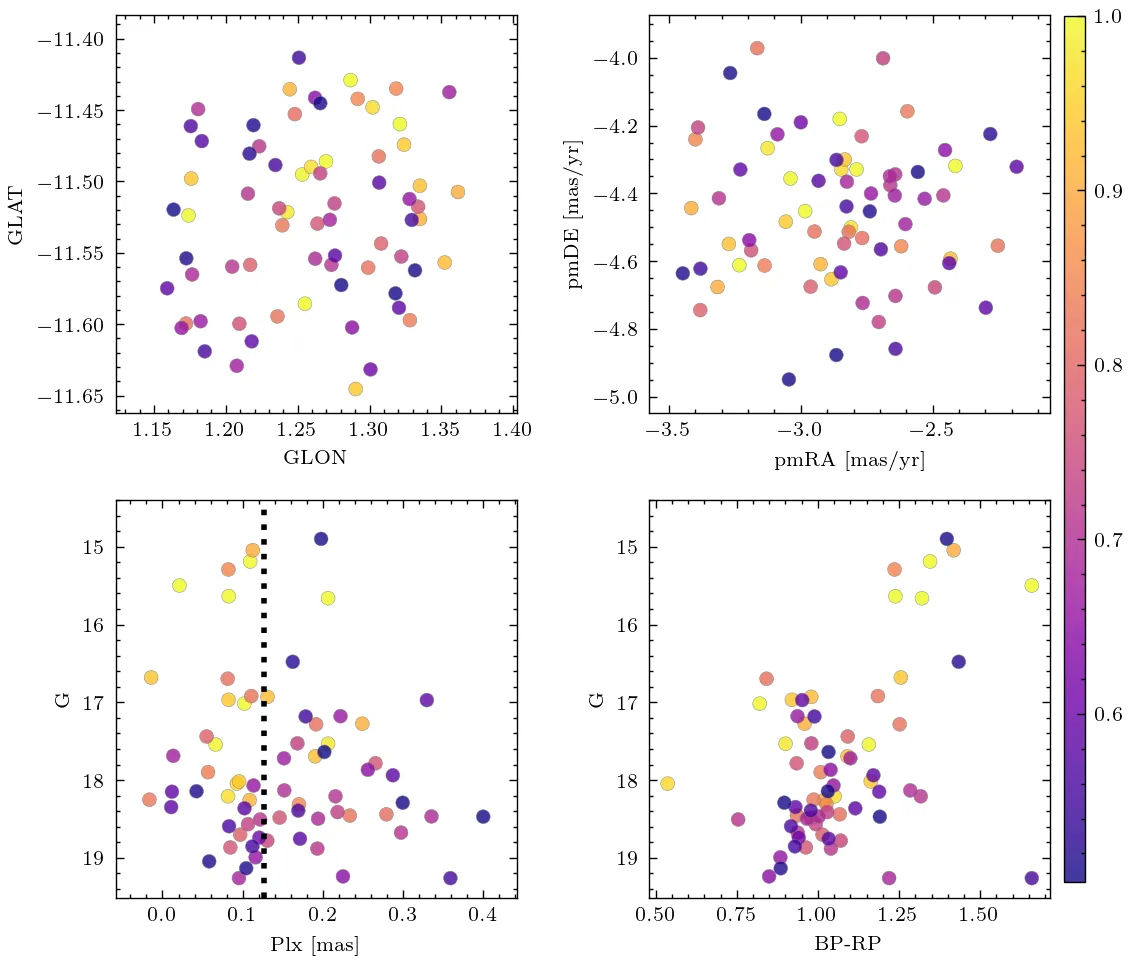 −11.40
−11.45
−11.50
−11.55
−11.60
−11.65
GLAT
1.15 1.20 1.25 1.30 1.35 1.40
GLON
−4.0
−4.2
−4.4
−4.6
−4.8
−5.0
pmDE [mas/yr]
−3.5 −3.0 −2.5
pmRA [mas/yr]
15
16
17
18
19
G
0.0 0.1 0.2 0.3 0.4
Plx [mas]
15
16
17
18
19
G
0.50 0.75 1.00 1.25 1.50
BP-RP
1.0
0.9
0.8
0.7
0.6